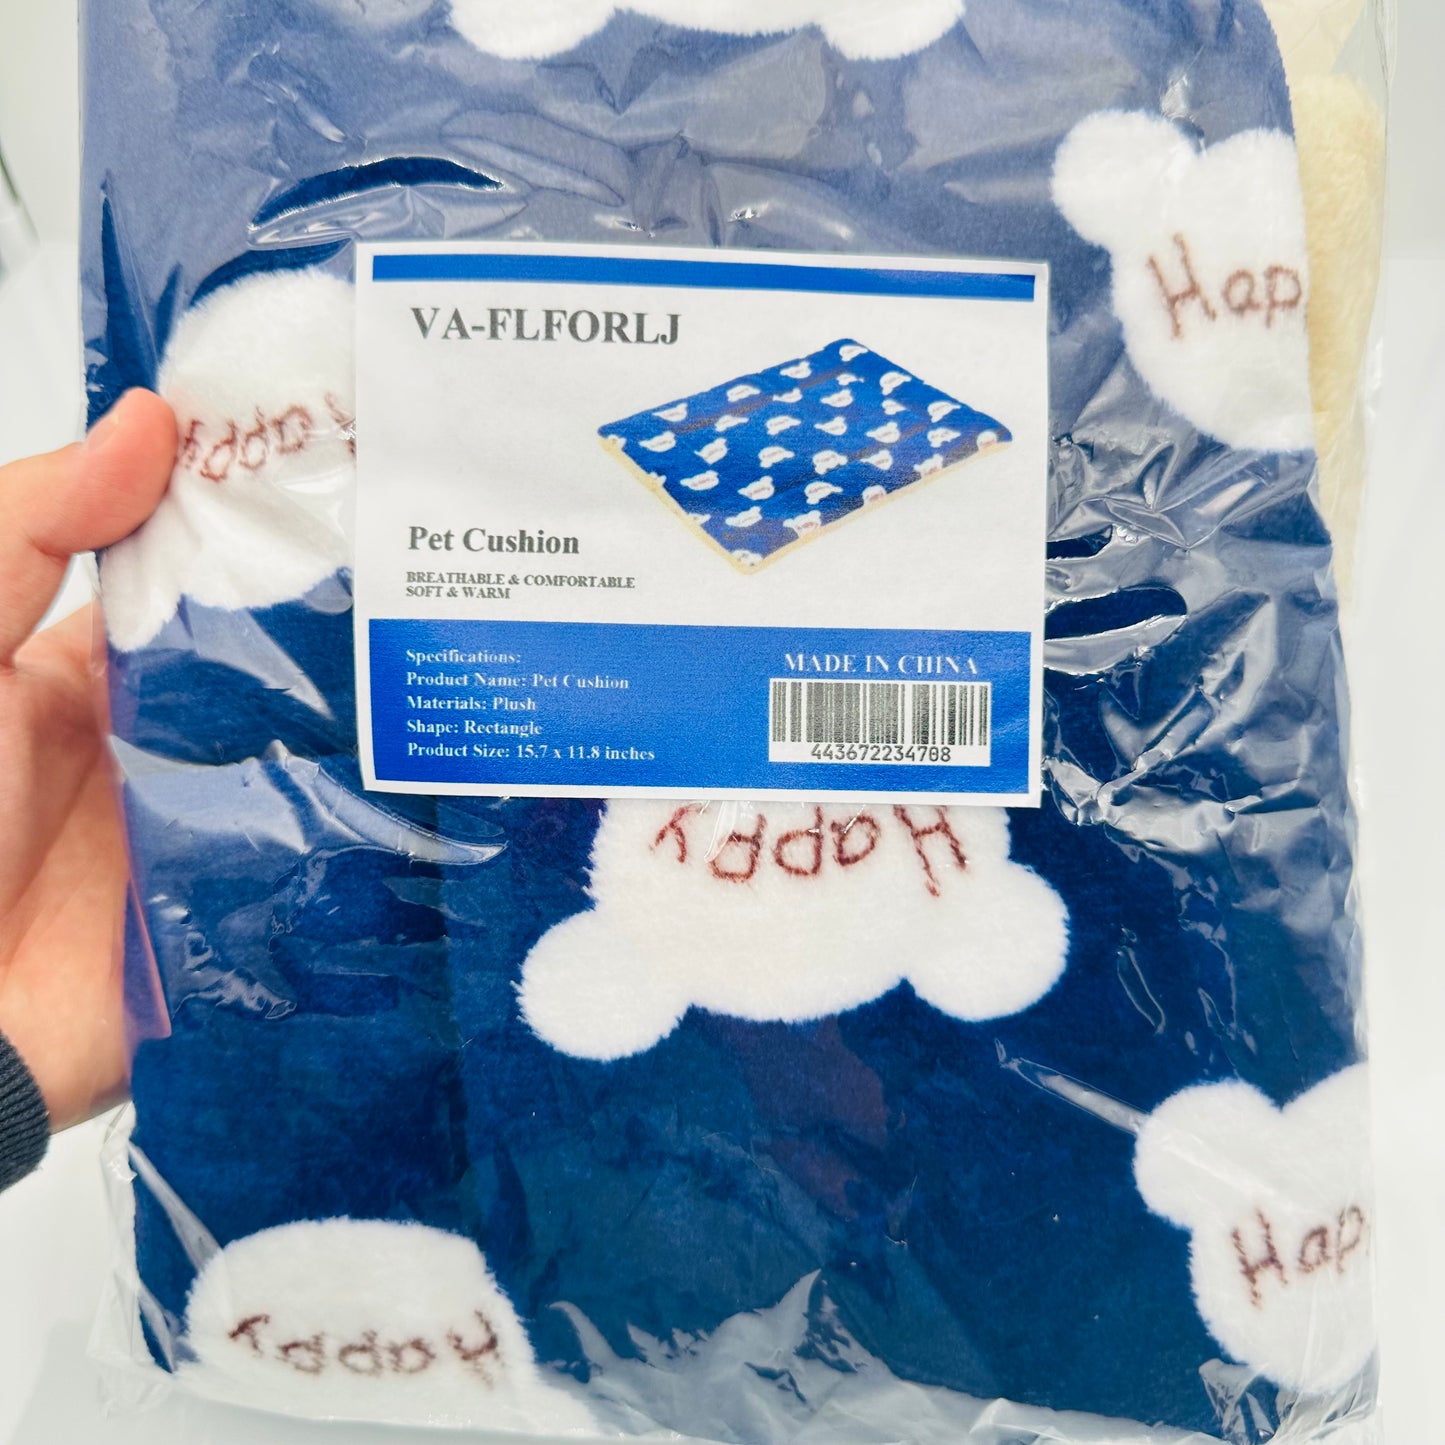 Hap
Happy
VA-FLFORLJ
Pet Cushion
BREATHABLE & COMFORTABLE
SOFT & WARM
Specifications:
Product Name: Pet Cushion
Materials: Plush
Shape: Rectangle
Product Size: 15.7 x 11.8 inches
MADE IN CHINA
443672234708
Happy
Hap
Happy